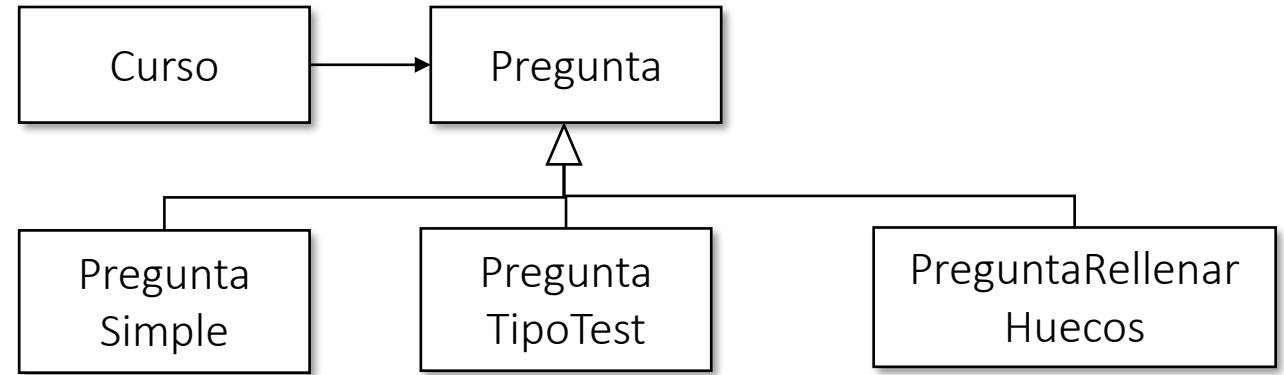 Curso
Pregunta
Pregunta
Simple
Pregunta
TipoTest
PreguntaRellenar
Huecos